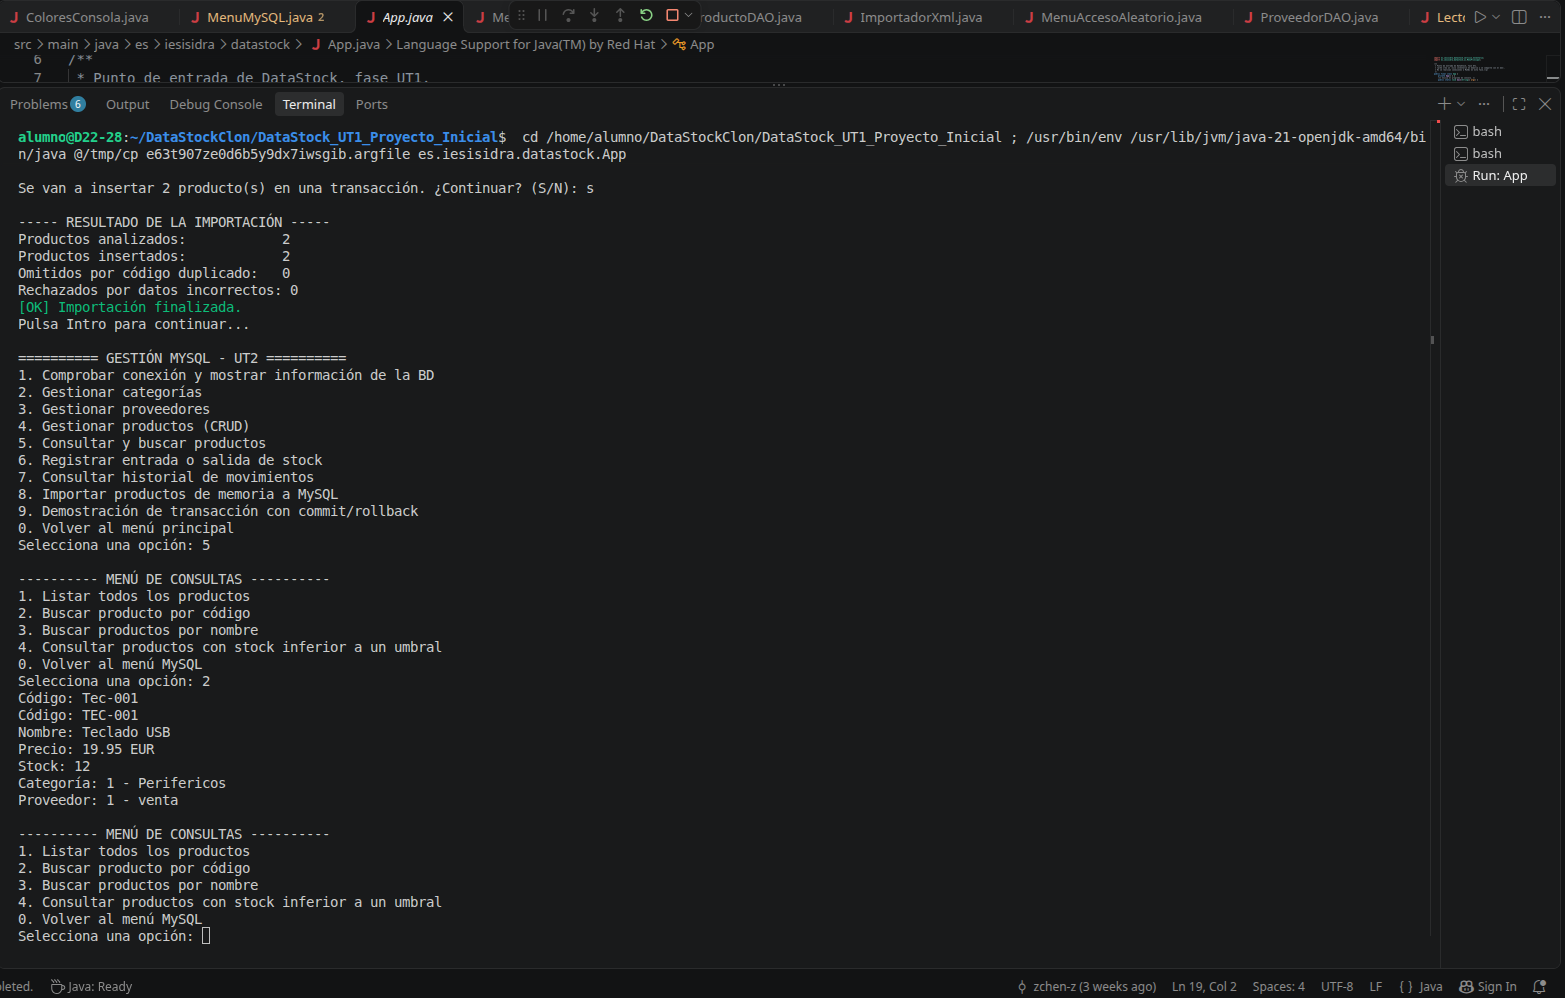 ColoresConsola.java MenuMySQL.java 2 App.java Me roductoDAO.java ImportadorXml.java MenuAccesoAleatorio.java ProveedorDAO.java Lectc
src > main > java > es > iesisidra > datastock > App.java > Language Support for Java(TM) by Red Hat > App
6 /**
7 * Punto de entrada de DataStock. fase UT1.
Problems 6 Output Debug Console Terminal Ports
alumno@D22-28:~/DataStockClon/DataStock_UT1_Proyecto_Inicial$ cd /home/alumno/DataStockClon/DataStock_UT1_Proyecto_Inicial ; /usr/bin/env /usr/lib/jvm/java-21-openjdk-amd64/bi
n/java @/tmp/cp e63t907ze0d6b5y9dx7iwsgib.argfile es.iesisidra.datastock.App
Se van a insertar 2 producto(s) en una transacción. ¿Continuar? (S/N): s
----- RESULTADO DE LA IMPORTACIÓN -----
Productos analizados: 2
Productos insertados: 2
Omitidos por código duplicado: 0
Rechazados por datos incorrectos: 0
[OK] Importación finalizada.
Pulsa Intro para continuar...
========== GESTIÓN MYSQL - UT2 ==========
1. Comprobar conexión y mostrar información de la BD
2. Gestionar categorías
3. Gestionar proveedores
4. Gestionar productos (CRUD)
5. Consultar y buscar productos
6. Registrar entrada o salida de stock
7. Consultar historial de movimientos
8. Importar productos de memoria a MySQL
9. Demostración de transacción con commit/rollback
0. Volver al menú principal
Selecciona una opción: 5
---------- MENÚ DE CONSULTAS ----------
1. Listar todos los productos
2. Buscar producto por código
3. Buscar productos por nombre
4. Consultar productos con stock inferior a un umbral
0. Volver al menú MySQL
Selecciona una opción: 2
Código: Tec-001
Código: TEC-001
Nombre: Teclado USB
Precio: 19.95 EUR
Stock: 12
Categoría: 1 - Perifericos
Proveedor: 1 - venta
---------- MENÚ DE CONSULTAS ----------
1. Listar todos los productos
2. Buscar producto por código
3. Buscar productos por nombre
4. Consultar productos con stock inferior a un umbral
0. Volver al menú MySQL
Selecciona una opción:
bash
bash
Run: App
leted. Java: Ready zchen-z (3 weeks ago) Ln 19, Col 2 Spaces: 4 UTF-8 LF { } Java Sign In